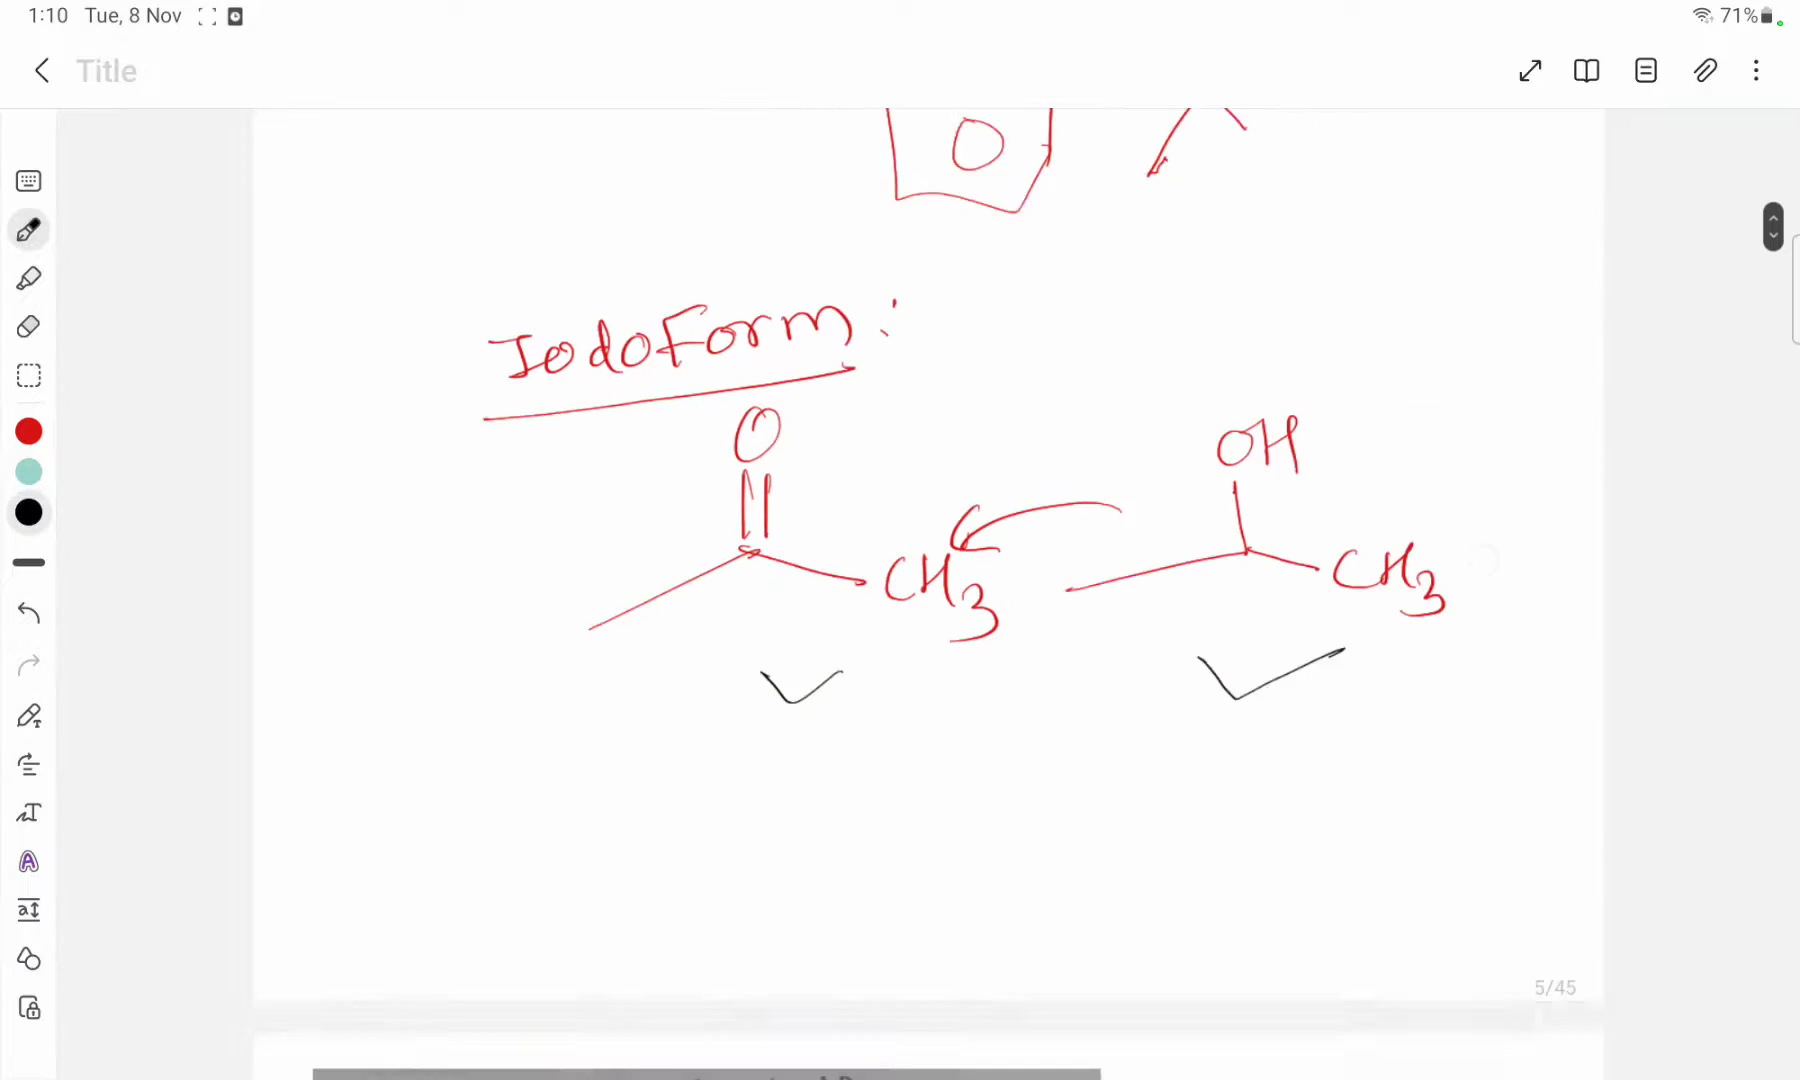 1:10 Tue, 8 Nov
71%
Title
IodoForm :
O
OH
CH3
CH3
5/45